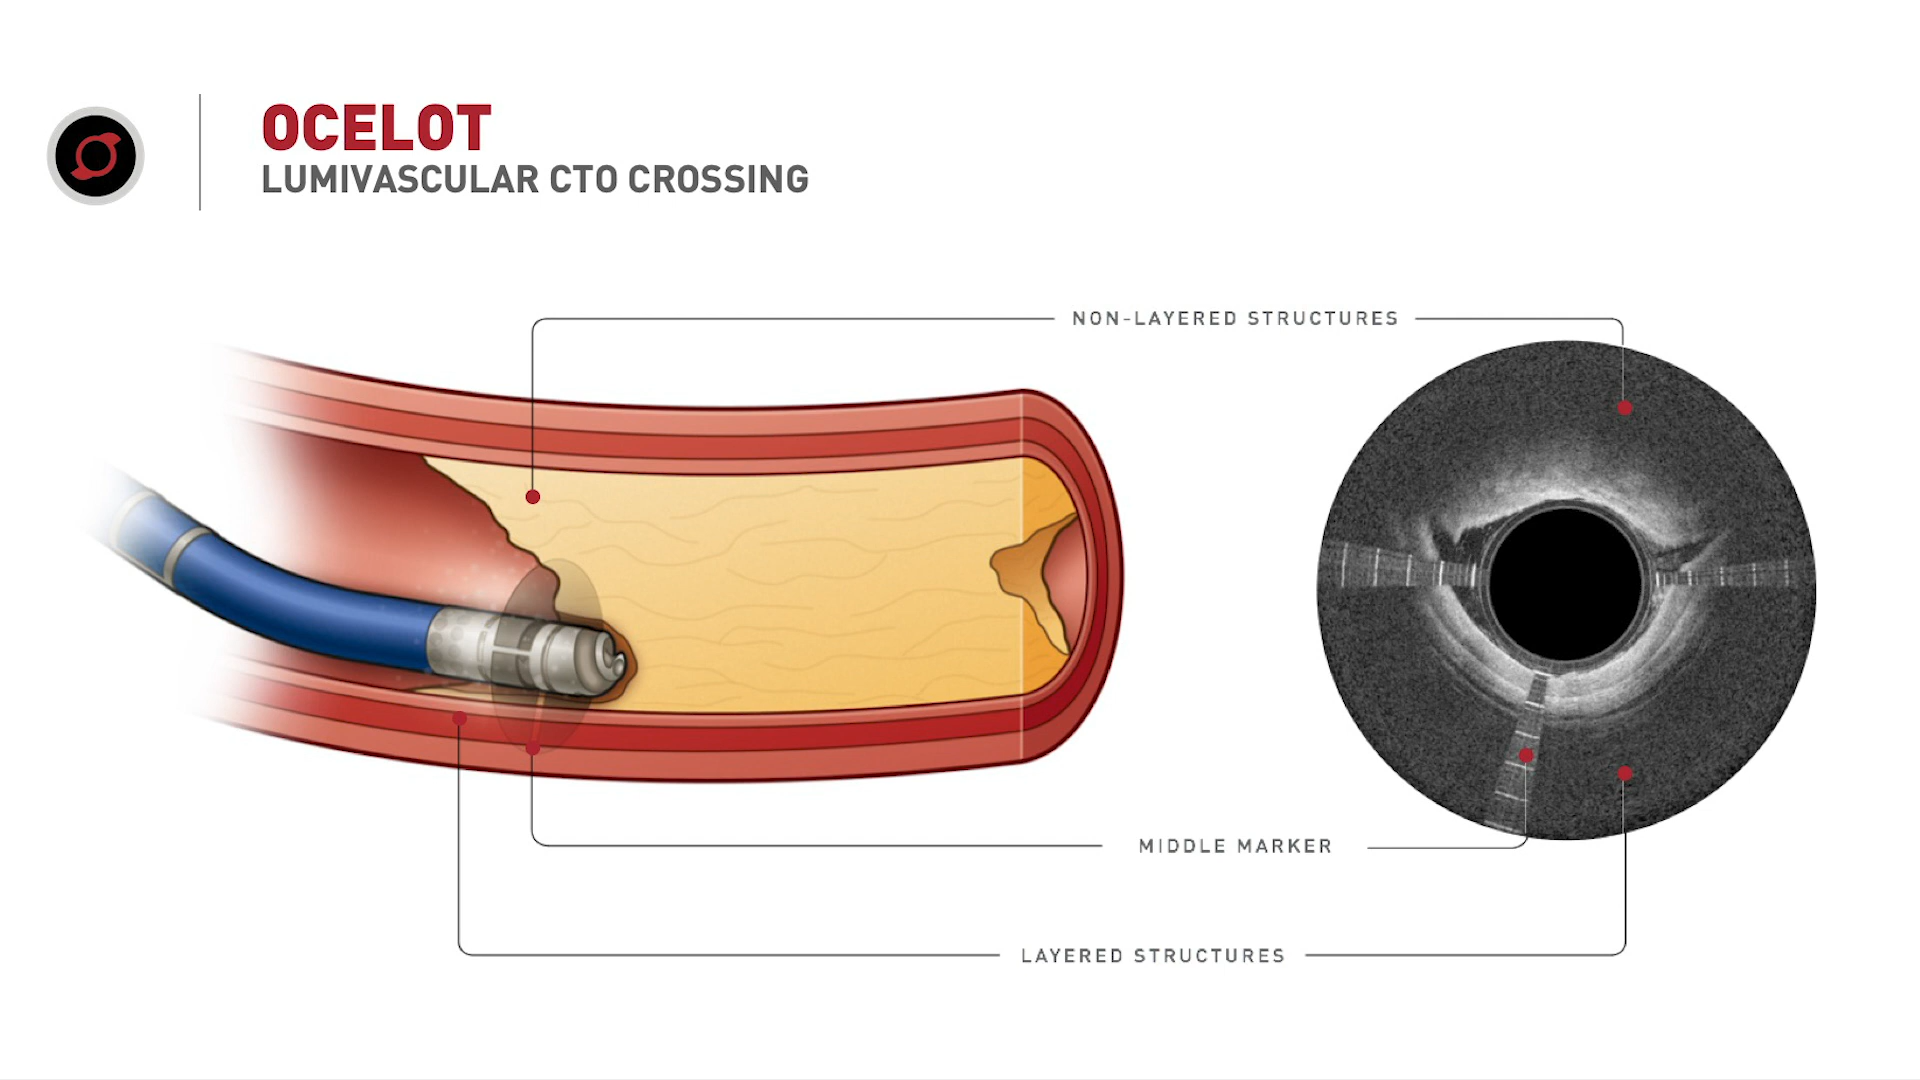 OCELOT
LUMIVASCULAR CTO CROSSING
NON-LAYERED STRUCTURES
MIDDLE MARKER
LAYERED STRUCTURES